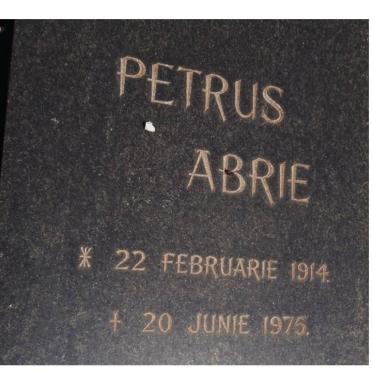 PETRUS
ABRIE
* 22 FEBRUARIE 1914.
† 20 JUNIE 1975.